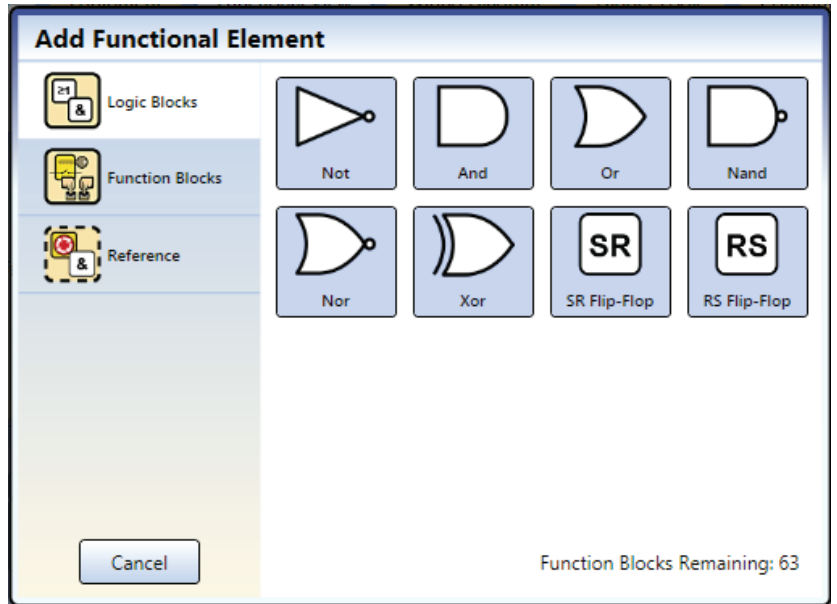 Add Functional Element
≥1
&
Logic Blocks
Function Blocks
&
Reference
Not
And
Or
Nand
Nor
Xor
SR
SR Flip-Flop
RS
RS Flip-Flop
Cancel
Function Blocks Remaining: 63